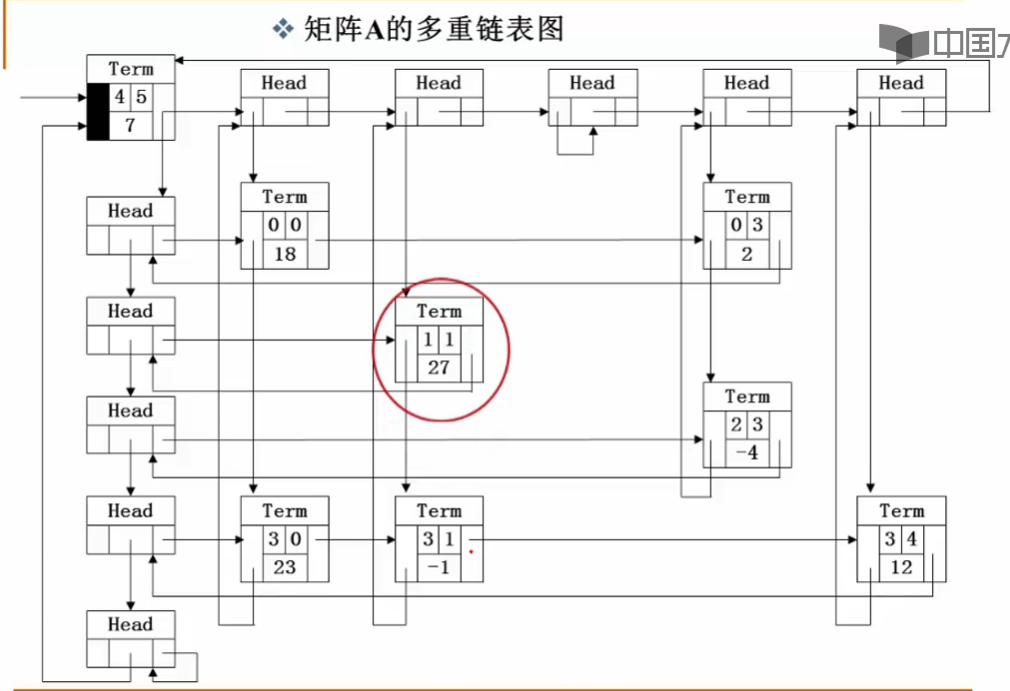 ❖ 矩阵A的多重链表图
中国
Term
4 5
7
Head
Head
Head
Head
Head
Head
Term
0 0
18
Term
0 3
2
Head
Term
1 1
27
Head
Term
2 3
-4
Head
Term
3 0
23
Term
3 1
-1
Term
3 4
12
Head